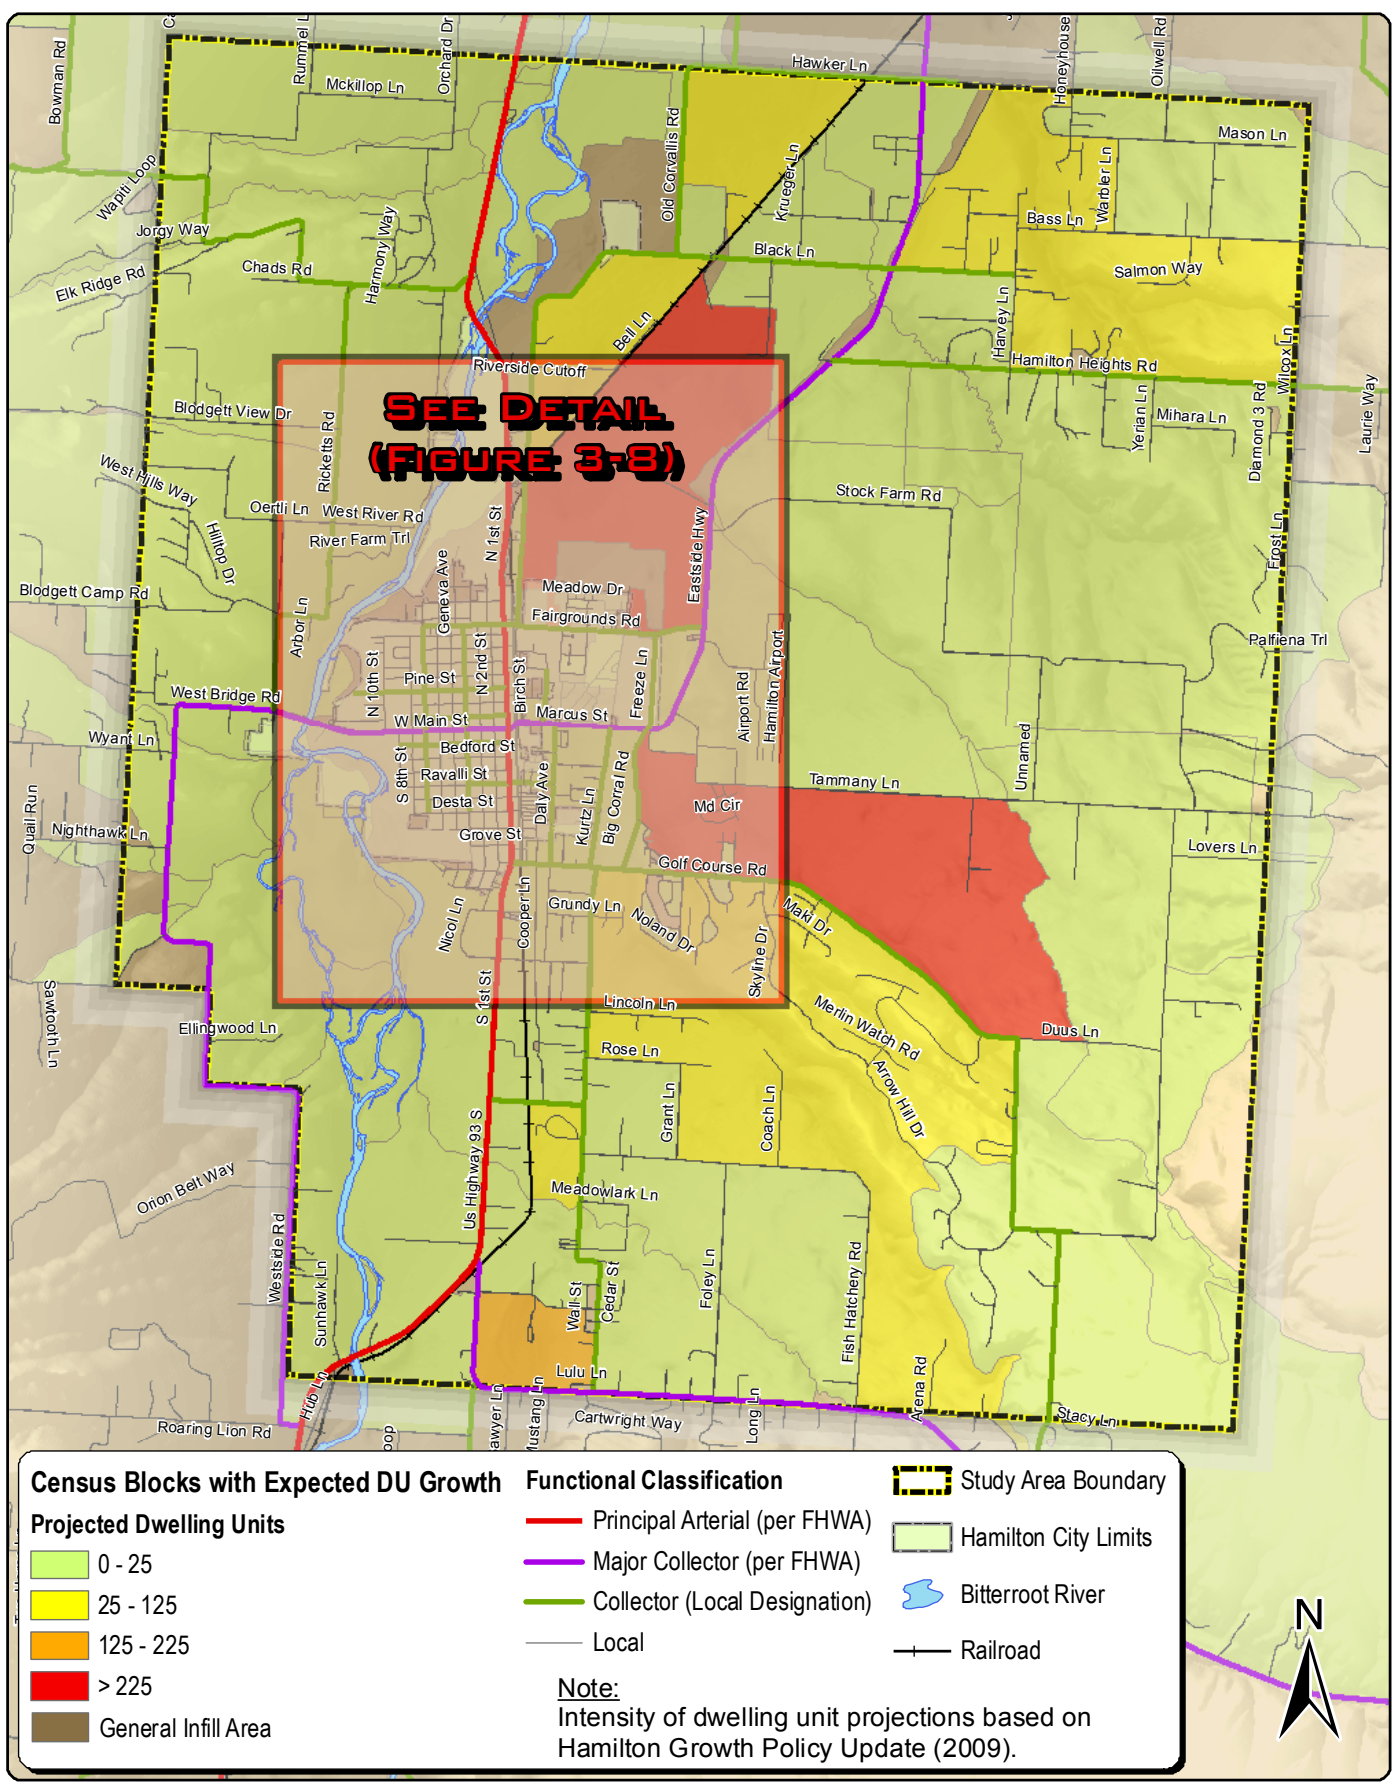 Bowman Rd
Rummel L
Mckillop Ln
Orchard Dr
Hawker Ln
Honeyhouse
Oilwell Rd
Mason Ln
Wapiti Loop
Old Corvallis Rd
Krueger Ln
Warbler Ln
Bass Ln
Jorgy Way
Harmony Way
Black Ln
Salmon Way
Chads Rd
Elk Ridge Rd
Bell Ln
Harvey Ln
Riverside Cutoff
Hamilton Heights Rd
Wilcox Ln
Laurie Way
SEE DETAIL
(FIGURE 3-8)
Blodgett View Dr
Ricketts Rd
Yerian Ln
Mihara Ln
Diamond 3 Rd
West Hills Way
Oertli Ln
West River Rd
River Farm Trl
N 1st St
Stock Farm Rd
Eastside Hwy
Frost Ln
Hilltop Dr
Geneva Ave
Blodgett Camp Rd
Arbor Ln
Meadow Dr
Fairgrounds Rd
Palfiena Trl
N 10th St
Pine St
N 2nd St
Birch St
Freeze Ln
Airport Rd
Hamilton Airport
West Bridge Rd
W Main St
Marcus St
Wyant Ln
Bedford St
Unnamed
S 8th St
Ravalli St
Daly Ave
Kurtz Ln
Big Corral Rd
Tammany Ln
Quail Run
Desta St
Md Cir
Nighthawk Ln
Grove St
Lovers Ln
Golf Course Rd
Nicol Ln
Cooper Ln
Grundy Ln
Noland Dr
Skyline Dr
Maki Dr
Sawtooth Ln
S 1st St
Lincoln Ln
Merlin Watch Rd
Ellingwood Ln
Duus Ln
Rose Ln
Arrow Hill Dr
Grant Ln
Coach Ln
Us Highway 93 S
Orion Belt Way
Meadowlark Ln
Westside Rd
Sunhawk Ln
Wall St
Cedar St
Foley Ln
Fish Hatchery Rd
Lulu Ln
Arena Rd
Hub Ln
Roaring Lion Rd
oop
awyer Ln
ustang Ln
Cartwright Way
Long Ln
Stacy Ln
Census Blocks with Expected DU Growth
Projected Dwelling Units
0 - 25
25 - 125
125 - 225
> 225
General Infill Area
Functional Classification
Principal Arterial (per FHWA)
Major Collector (per FHWA)
Collector (Local Designation)
Local
Study Area Boundary
Hamilton City Limits
Bitterroot River
Railroad
Note:
Intensity of dwelling unit projections based on
Hamilton Growth Policy Update (2009).
N